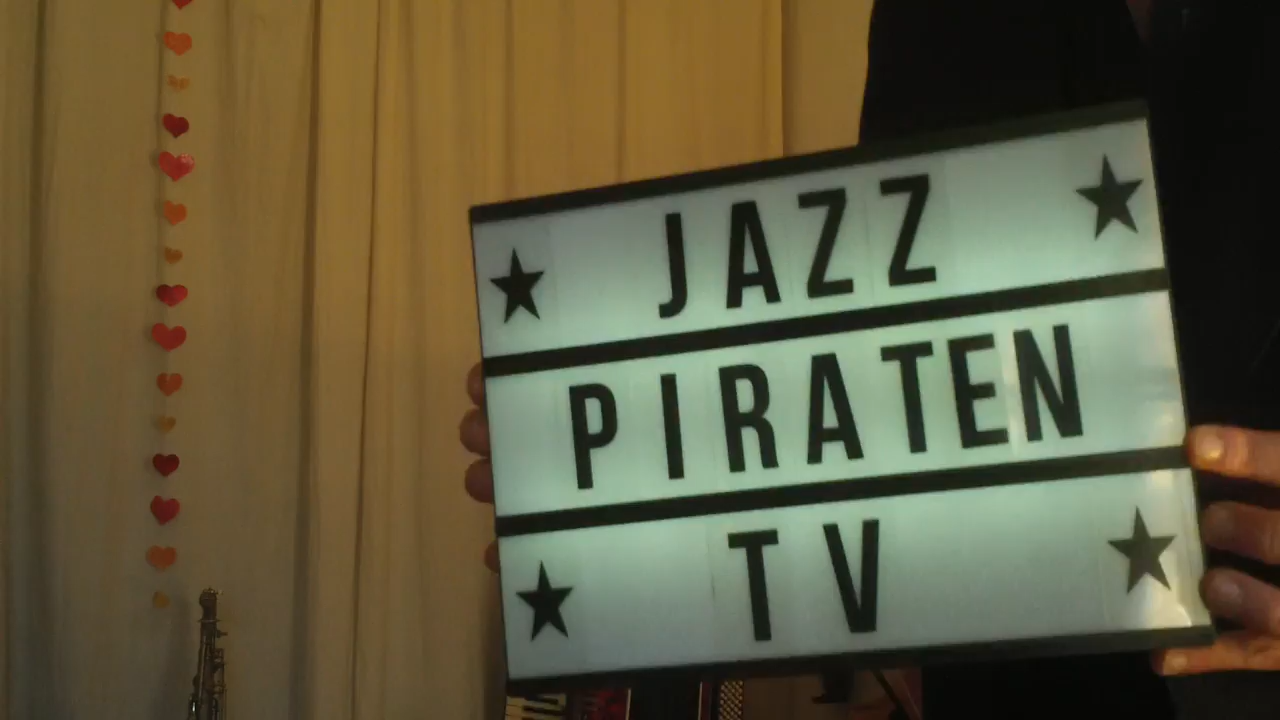 ★ JAZZ ★
PIRATEN
★ TV ★